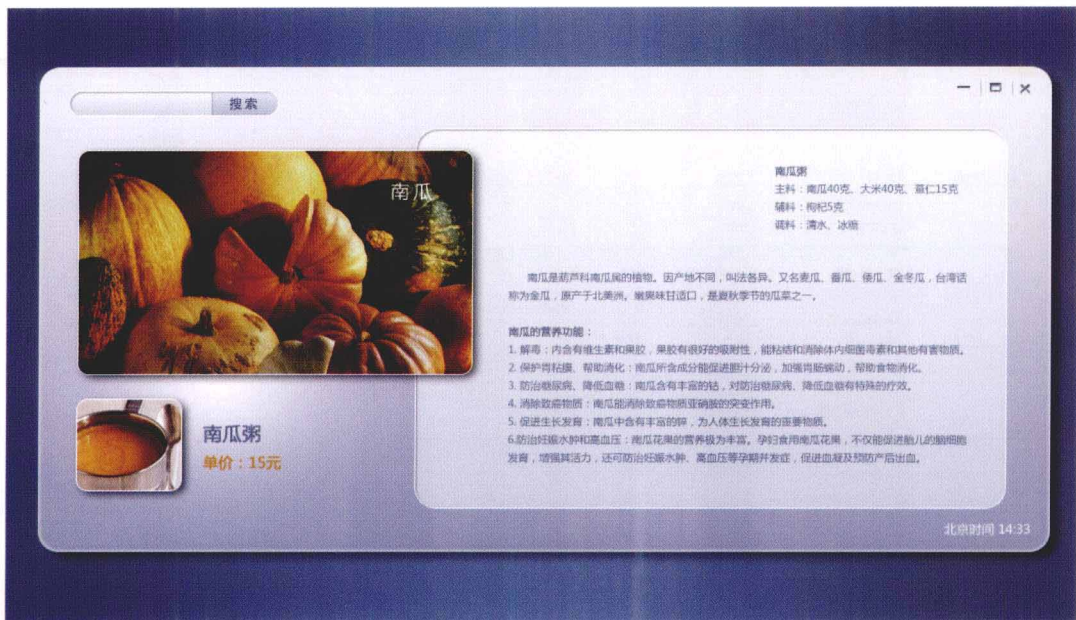 搜索
南瓜
南瓜粥
主料：南瓜40克、大米40克、薏仁15克
辅料：枸杞5克
调料：清水、冰糖
南瓜是葫芦科南瓜属的植物。因产地不同，叫法各异。又名麦瓜、番瓜、倭瓜、金冬瓜，台湾话
称为金瓜，原产于北美洲。嫩果味甘适口，是夏秋季节的瓜菜之一。
南瓜的营养功能：
1. 解毒：内含有维生素和果胶，果胶有很好的吸附性，能粘结和消除体内细菌毒素和其他有害物质。
2. 保护胃粘膜、帮助消化：南瓜所含成分能促进胆汁分泌，加强胃肠蠕动，帮助食物消化。
3. 防治糖尿病、降低血糖：南瓜含有丰富的钴，对防治糖尿病、降低血糖有特殊的疗效。
4. 消除致癌物质：南瓜能消除致癌物质亚硝胺的突变作用。
5. 促进生长发育：南瓜中含有丰富的锌，为人体生长发育的重要物质。
6.防治妊娠水肿和高血压：南瓜花果的营养极为丰富。孕妇食用南瓜花果，不仅能促进胎儿的脑细胞
发育，增强其活力，还可防治妊娠水肿、高血压等孕期并发症，促进血凝及预防产后出血。
南瓜粥
单价：15元
北京时间 14:33